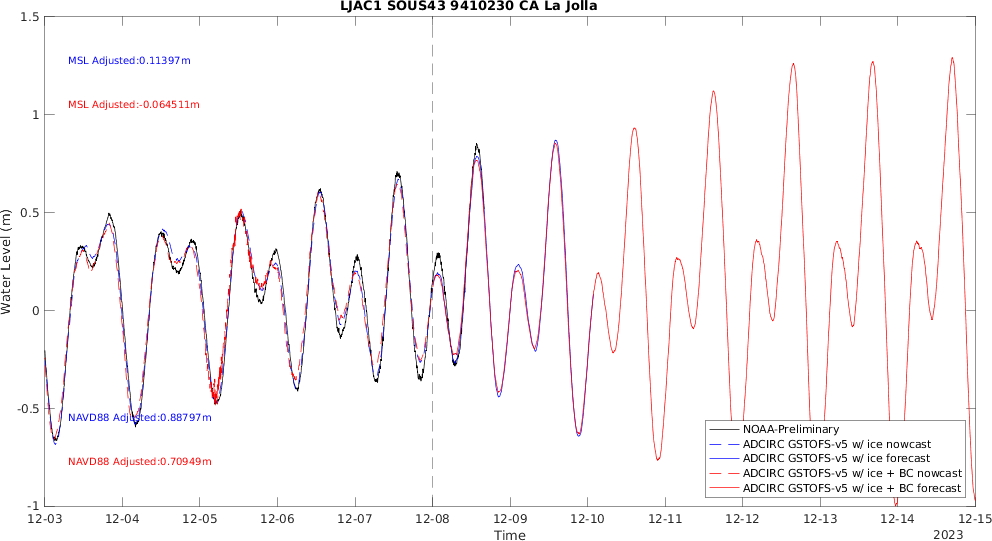 LJAC1 SOUS43 9410230 CA La Jolla
1.5
1
0.5
0
-0.5
-1
Water Level (m)
MSL Adjusted:0.11397m
MSL Adjusted:-0.064511m
NAVD88 Adjusted:0.88797m
NAVD88 Adjusted:0.70949m
NOAA-Preliminary
ADCIRC GSTOFS-v5 w/ ice nowcast
ADCIRC GSTOFS-v5 w/ ice forecast
ADCIRC GSTOFS-v5 w/ ice + BC nowcast
ADCIRC GSTOFS-v5 w/ ice + BC forecast
12-03 12-04 12-05 12-06 12-07 12-08 12-09 12-10 12-11 12-12 12-13 12-14 12-15
Time
2023